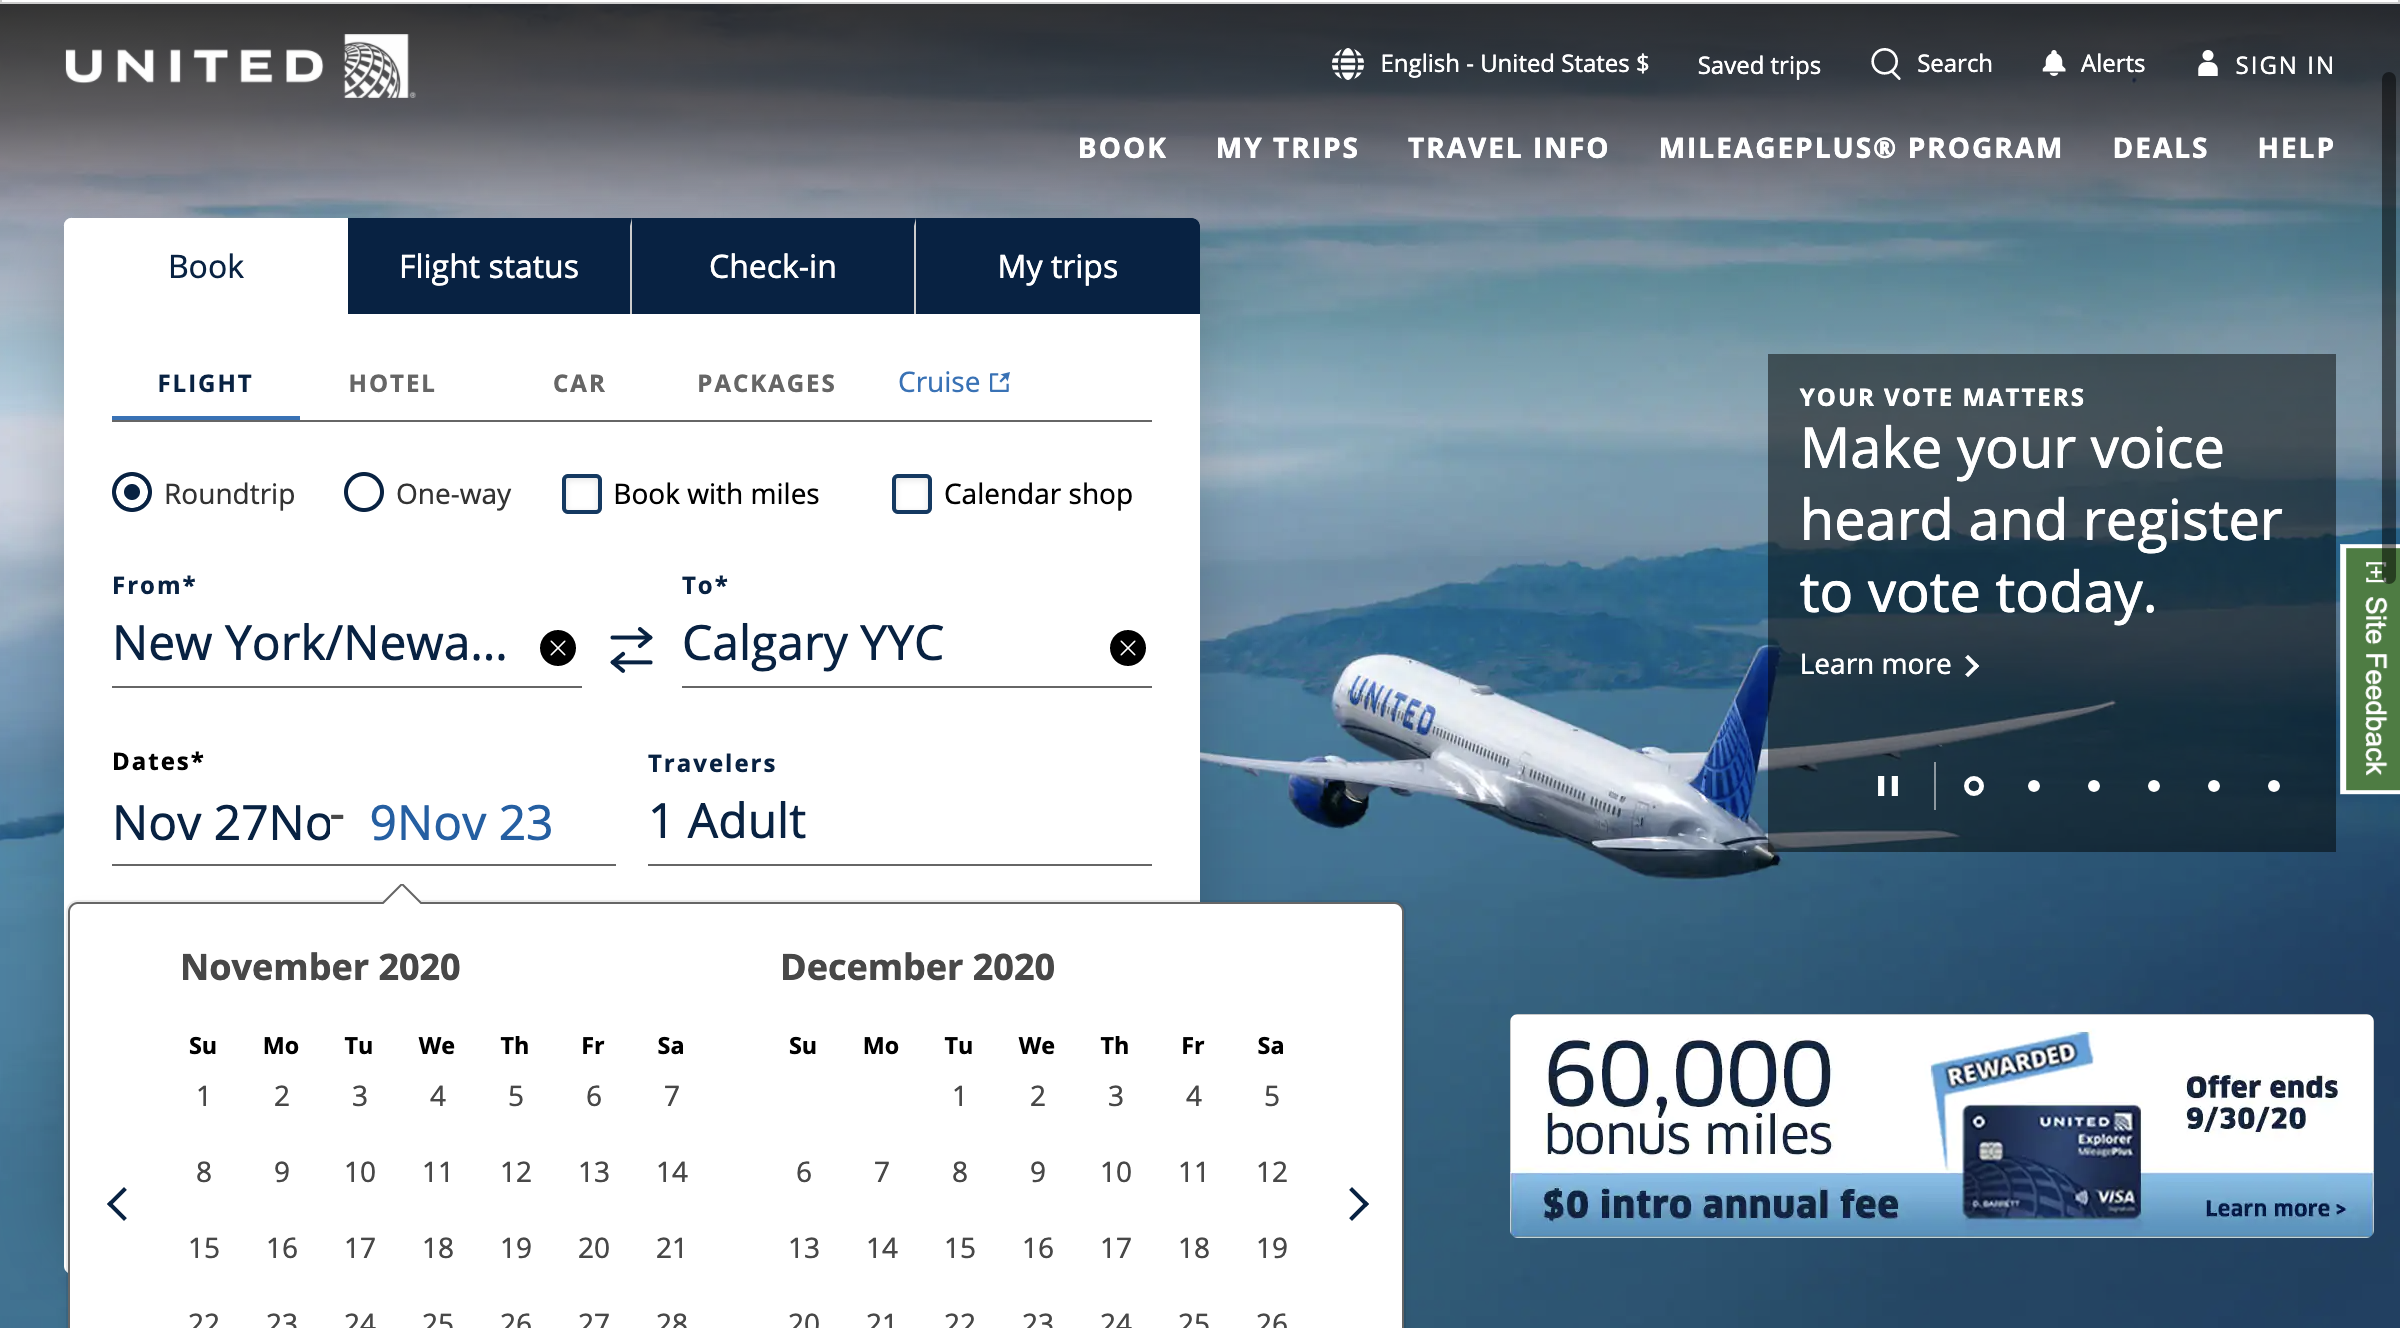 UNITED
English - United States $
Saved trips
Search
Alerts
SIGN IN
BOOK
MY TRIPS
TRAVEL INFO
MILEAGEPLUS® PROGRAM
DEALS
HELP
Book
Flight status
Check-in
My trips
FLIGHT
HOTEL
CAR
PACKAGES
Cruise
Roundtrip
One-way
Book with miles
Calendar shop
From*
New York/Newa...
To*
Calgary YYC
Dates*
Nov 27No- 9Nov 23
Travelers
1 Adult
November 2020
Su Mo Tu We Th Fr Sa
1 2 3 4 5 6 7
8 9 10 11 12 13 14
15 16 17 18 19 20 21
22 23 24 25 26 27 28
December 2020
Su Mo Tu We Th Fr Sa
1 2 3 4 5
6 7 8 9 10 11 12
13 14 15 16 17 18 19
20 21 22 23 24 25 26
YOUR VOTE MATTERS
Make your voice
heard and register
to vote today.
Learn more
UNITED
[+] Site Feedback
60,000
bonus miles
$0 intro annual fee
REWARDED
UNITED
Explorer
MileagePlus
VISA
Offer ends
9/30/20
Learn more >